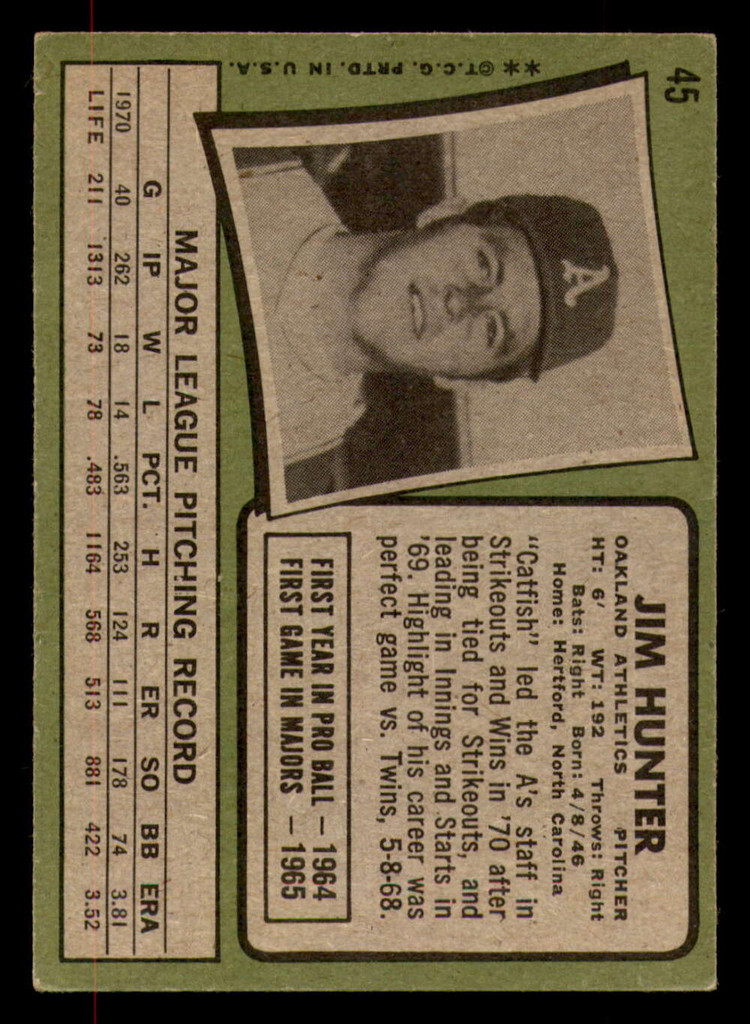 45
**©T.C.G. PRTD. IN U.S.A.
A
JIM HUNTER
OAKLAND ATHLETICS PITCHER
HT: 6' WT: 192 Throws: Right
Bats: Right Born: 4/8/46
Home: Hertford, North Carolina
"Catfish" led the A's staff in
Strikeouts and Wins in '70 after
being tied for Strikeouts, and
leading in Innings and Starts in
'69. Highlight of his career was
perfect game vs. Twins, 5-8-68.
FIRST YEAR IN PRO BALL — 1964
FIRST GAME IN MAJORS — 1965
MAJOR LEAGUE PITCHING RECORD
G IP W L PCT. H R ER SO BB ERA
1970 40 262 18 14 .563 253 124 111 178 74 3.81
LIFE 211 1313 73 78 .483 1164 568 513 881 422 3.52